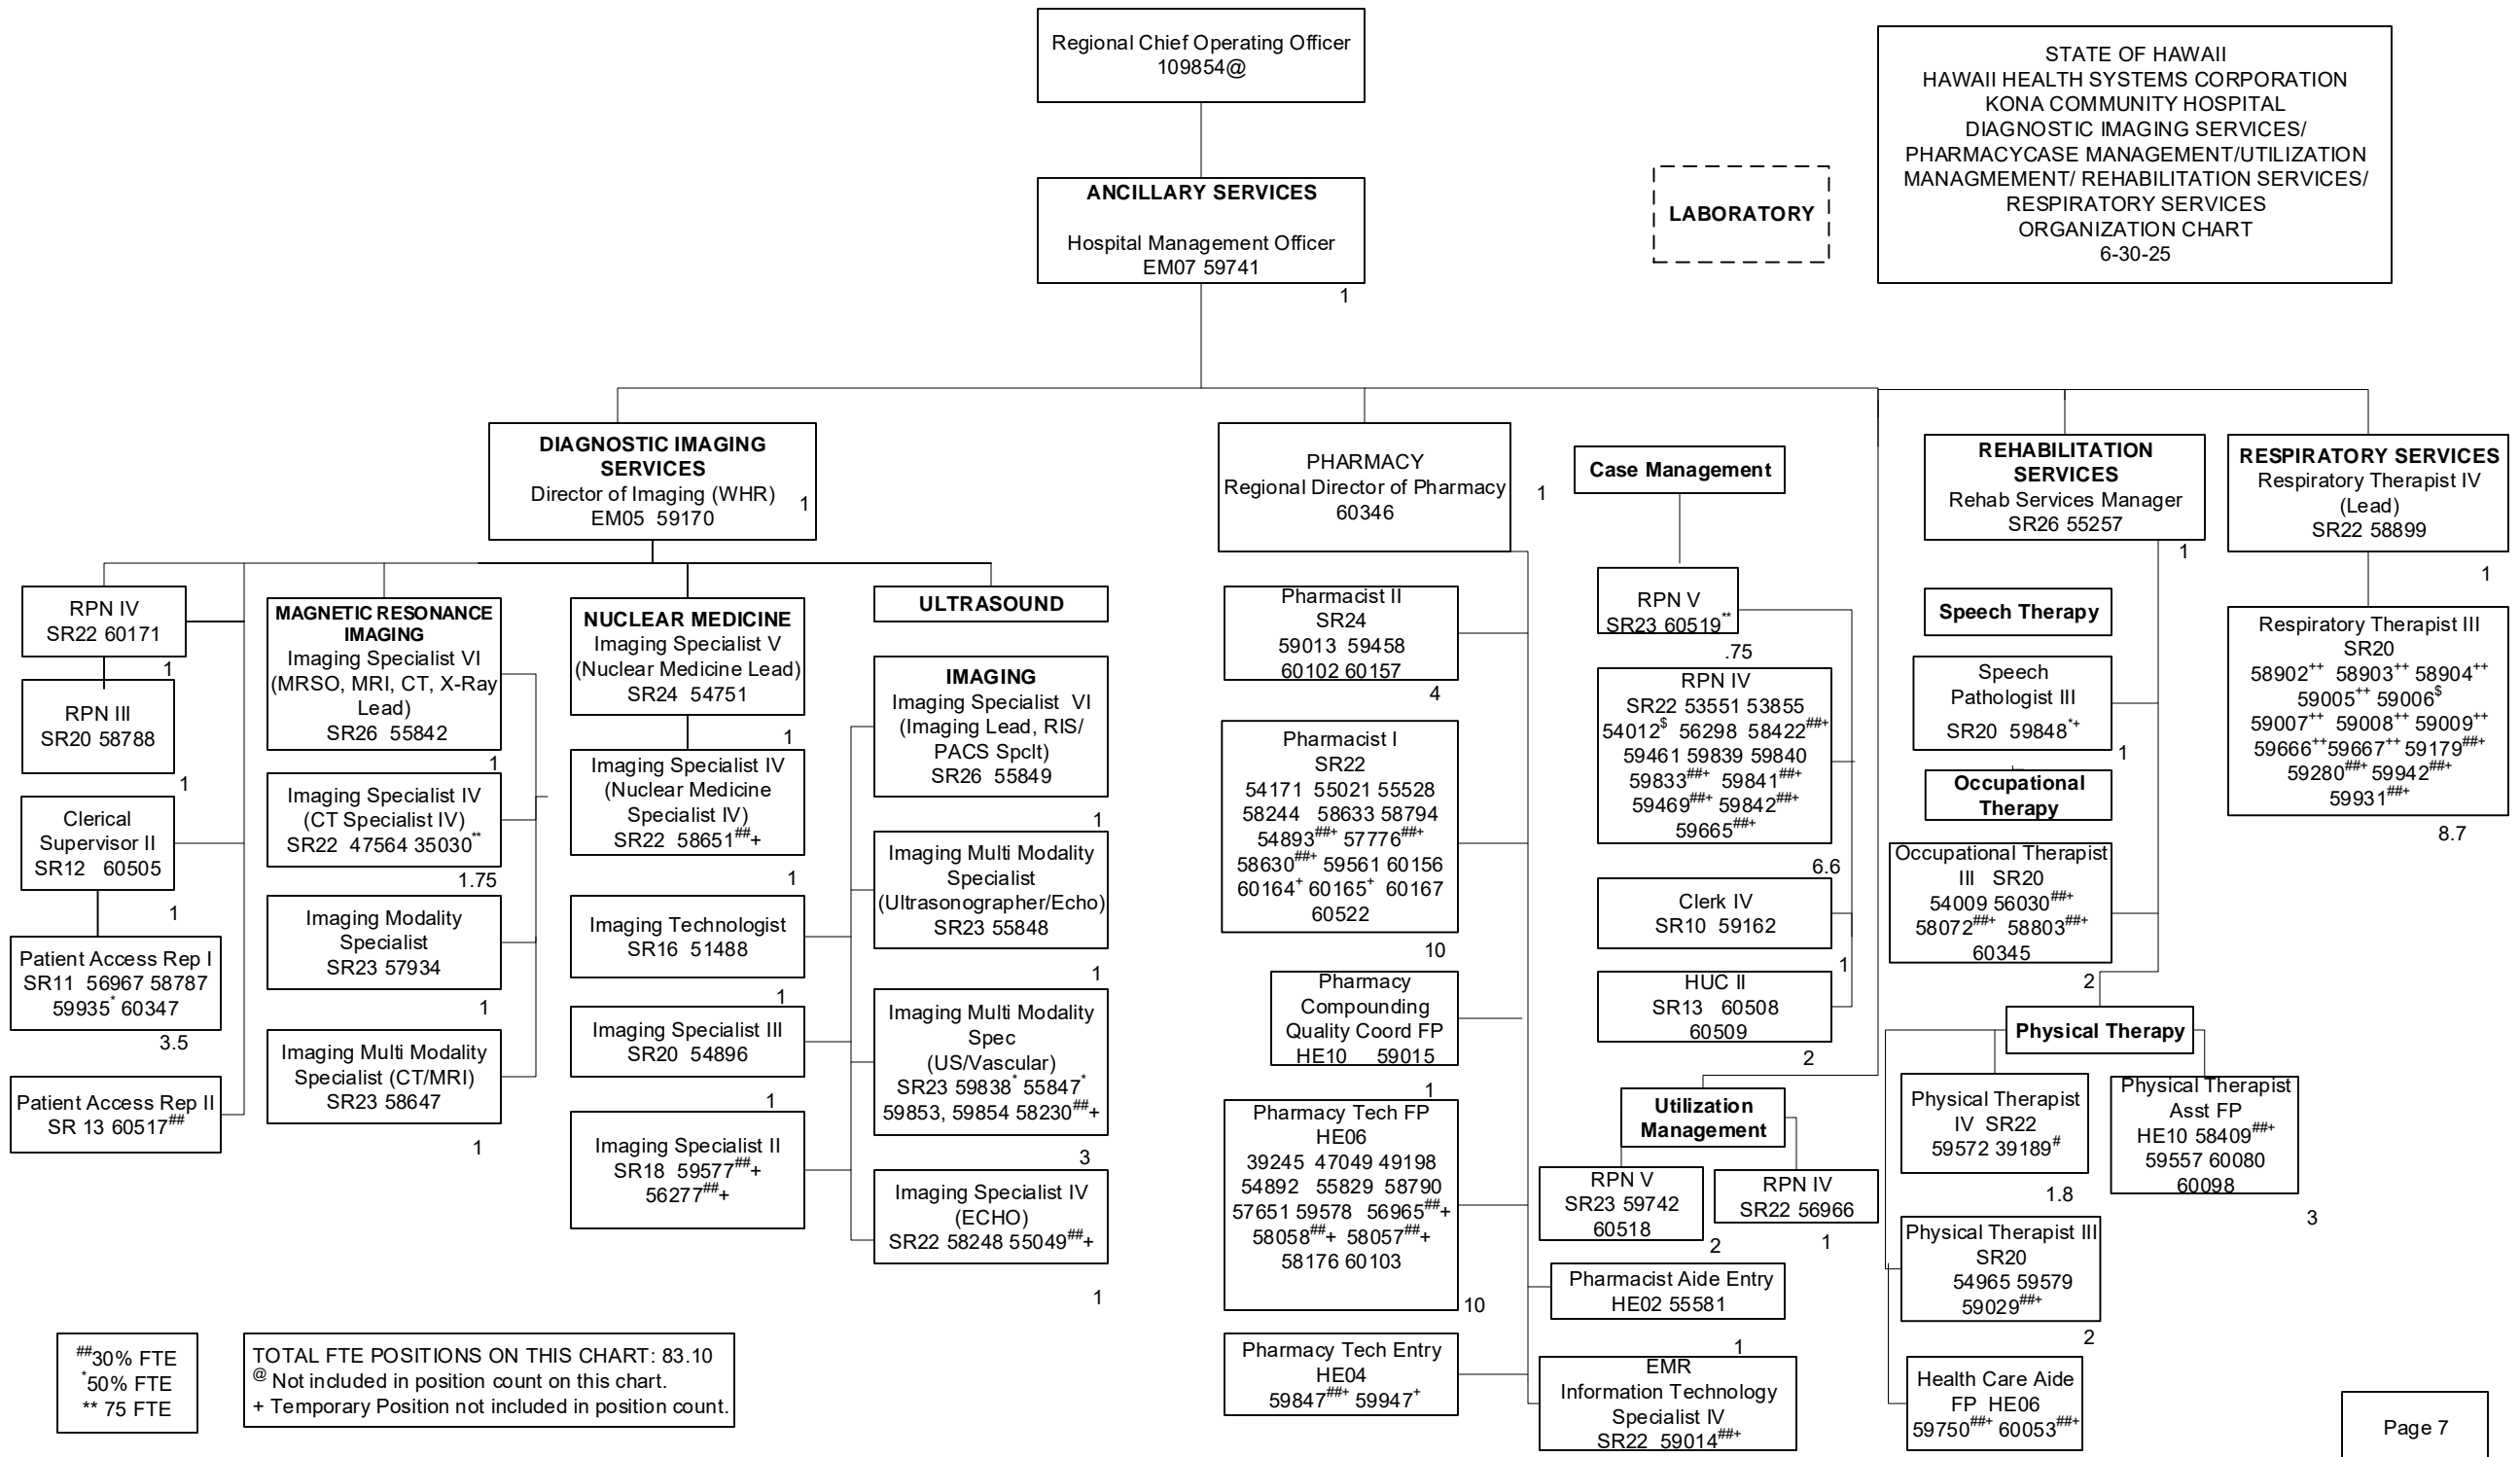 Regional Chief Operating Officer
109854@
STATE OF HAWAII
HAWAII HEALTH SYSTEMS CORPORATION
KONA COMMUNITY HOSPITAL
DIAGNOSTIC IMAGING SERVICES/
PHARMACYCASE MANAGEMENT/UTILIZATION
MANAGMEMENT/ REHABILITATION SERVICES/
RESPIRATORY SERVICES
ORGANIZATION CHART
6-30-25
ANCILLARY SERVICES
Hospital Management Officer
EM07 59741
1
LABORATORY
DIAGNOSTIC IMAGING
SERVICES
Director of Imaging (WHR)
EM05 59170
1
RPN IV
SR22 60171
1
RPN III
SR20 58788
1
Clerical
Supervisor II
SR12 60505
1
Patient Access Rep I
SR11 56967 58787
59935* 60347
3.5
Patient Access Rep II
SR 13 60517##
MAGNETIC RESONANCE
IMAGING
Imaging Specialist VI
(MRSO, MRI, CT, X-Ray
Lead)
SR26 55842
1
Imaging Specialist IV
(CT Specialist IV)
SR22 47564 35030**
1.75
Imaging Modality
Specialist
SR23 57934
1
Imaging Multi Modality
Specialist (CT/MRI)
SR23 58647
1
NUCLEAR MEDICINE
Imaging Specialist V
(Nuclear Medicine Lead)
SR24 54751
1
Imaging Specialist IV
(Nuclear Medicine
Specialist IV)
SR22 58651##+
1
Imaging Technologist
SR16 51488
1
Imaging Specialist III
SR20 54896
1
Imaging Specialist II
SR18 59577##+
56277##+
ULTRASOUND
IMAGING
Imaging Specialist VI
(Imaging Lead, RIS/
PACS Spclt)
SR26 55849
1
Imaging Multi Modality
Specialist
(Ultrasonographer/Echo)
SR23 55848
1
Imaging Multi Modality
Spec
(US/Vascular)
SR23 59838* 55847*
59853, 59854 58230##+
3
Imaging Specialist IV
(ECHO)
SR22 58248 55049##+
1
PHARMACY
Regional Director of Pharmacy
60346
1
Pharmacist II
SR24
59013 59458
60102 60157
4
Pharmacist I
SR22
54171 55021 55528
58244 58633 58794
54893##+ 57776##+
58630##+ 59561 60156
60164+ 60165+ 60167
60522
10
Pharmacy
Compounding
Quality Coord FP
HE10 59015
1
Pharmacy Tech FP
HE06
39245 47049 49198
54892 55829 58790
57651 59578 56965##+
58058##+ 58057##+
58176 60103
10
Pharmacy Tech Entry
HE04
59847##+ 59947+
Case Management
RPN V
SR23 60519**
.75
RPN IV
SR22 53551 53855
54012$ 56298 58422##+
59461 59839 59840
59833##+ 59841##+
59469##+ 59842##+
59665##+
6.6
Clerk IV
SR10 59162
1
HUC II
SR13 60508
60509
2
Utilization
Management
RPN V
SR23 59742
60518
2
RPN IV
SR22 56966
1
Pharmacist Aide Entry
HE02 55581
1
EMR
Information Technology
Specialist IV
SR22 59014##+
REHABILITATION
SERVICES
Rehab Services Manager
SR26 55257
1
Speech Therapy
Speech
Pathologist III
SR20 59848*+
1
Occupational
Therapy
Occupational Therapist
III SR20
54009 56030##+
58072##+ 58803##+
60345
2
Physical Therapy
Physical Therapist
IV SR22
59572 39189#
1.8
Physical Therapist
Asst FP
HE10 58409##+
59557 60080
60098
3
Physical Therapist III
SR20
54965 59579
59029##+
2
Health Care Aide
FP HE06
59750##+ 60053##+
RESPIRATORY SERVICES
Respiratory Therapist IV
(Lead)
SR22 58899
1
Respiratory Therapist III
SR20
58902++ 58903++ 58904++
59005++ 59006$
59007++ 59008++ 59009++
59666++59667++ 59179##+
59280##+ 59942##+
59931##+
8.7
##30% FTE
*50% FTE
** 75 FTE
TOTAL FTE POSITIONS ON THIS CHART: 83.10
@ Not included in position count on this chart.
+ Temporary Position not included in position count.
Page 7